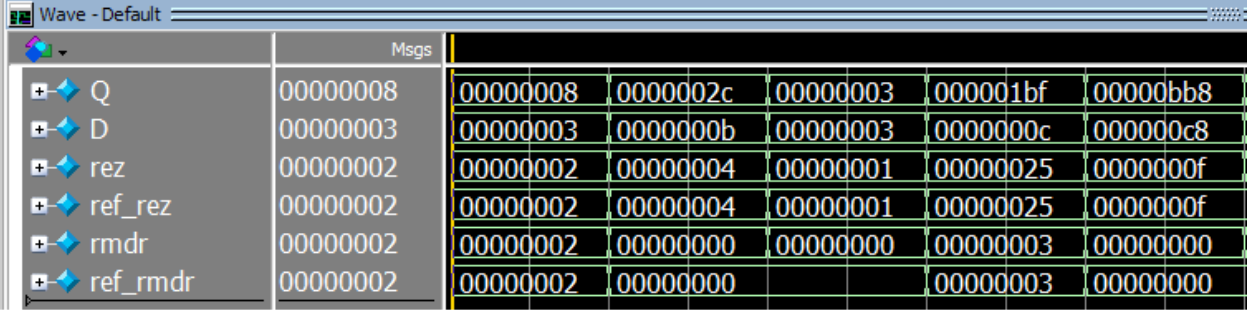 Wave - Default
Msgs
Q 00000008 00000008 0000002c 00000003 000001bf 00000bb8
D 00000003 00000003 0000000b 00000003 0000000c 000000c8
rez 00000002 00000002 00000004 00000001 00000025 0000000f
ref_rez 00000002 00000002 00000004 00000001 00000025 0000000f
rmdr 00000002 00000002 00000000 00000000 00000003 00000000
ref_rmdr 00000002 00000002 00000000 00000003 00000000